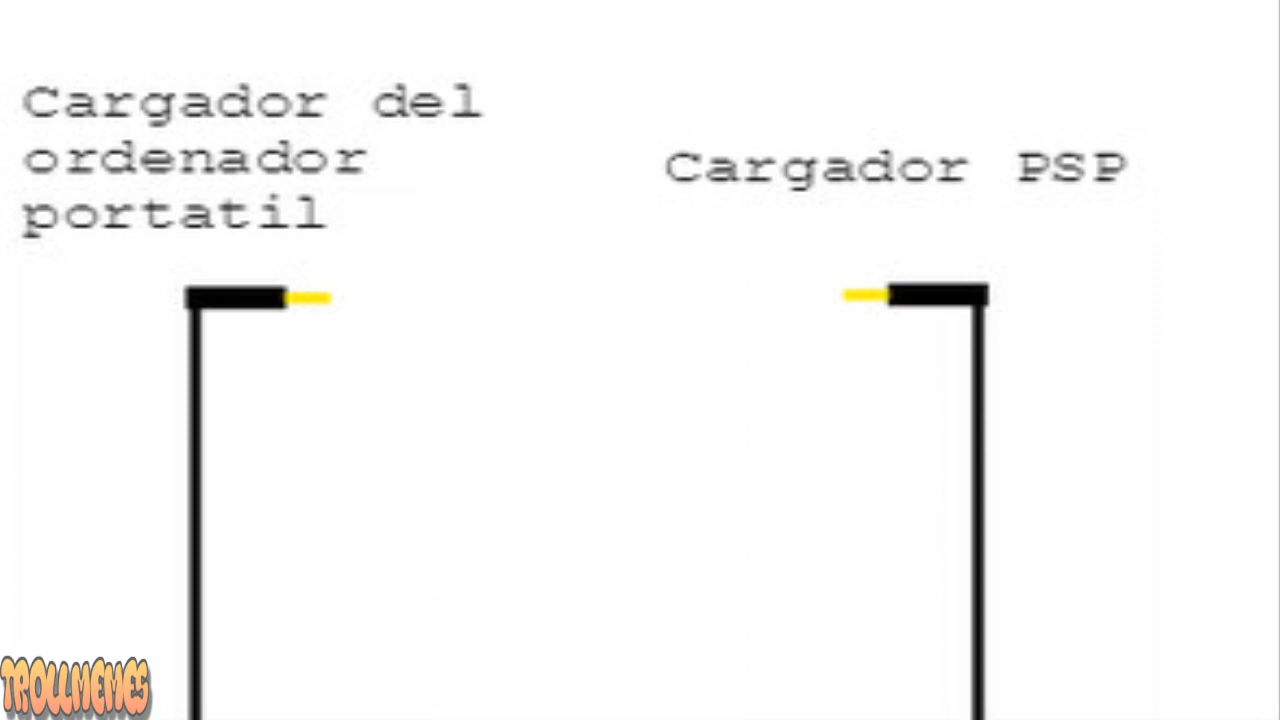 Cargador del
ordenador
portatil
Cargador PSP
TROLLMEMES